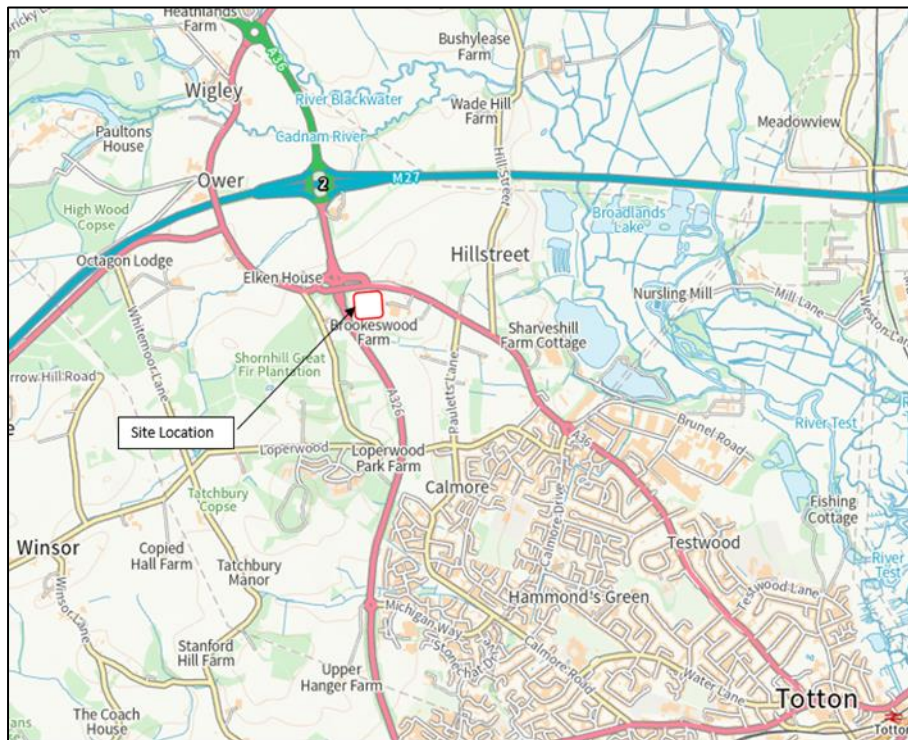 Heathlands
Farm
A36
Bushylease
Farm
Wigley
River Blackwater
Wade Hill
Farm
Meadowview
Paultons
House
Cadnam River
Hill Street
Ower
2
M27
High Wood
Copse
Broadlands
Lake
Octagon Lodge
Hillstreet
Elken House
Nursling Mill
Mill Lane
Whitemoor Lane
Brookeswood
Farm
Sharveshill
Farm Cottage
Shornhill Great
Fir Plantation
Pauletts Lane
A326
Site Location
A36
Brunel Road
River Test
Loperwood
Loperwood
Park Farm
Tatchbury
Copse
Calmore
Calmore Drive
Fishing
Cottage
Winsor
Copied
Hall Farm
Testwood
River
Test
Tatchbury
Manor
Hammond's Green
Testwood Lane
Winsor Lane
Michigan Way
Stanford
Hill Farm
Calmore Road
Upper
Hanger Farm
Water Lane
Totton
The Coach
House